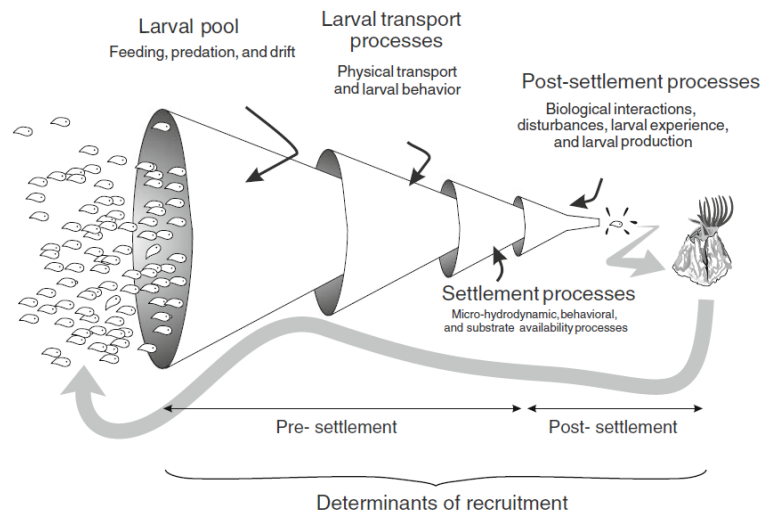 Larval pool
Feeding, predation, and drift
Larval transport
processes
Physical transport
and larval behavior
Post-settlement processes
Biological interactions,
disturbances, larval experience,
and larval production
Settlement processes
Micro-hydrodynamic, behavioral,
and substrate availability processes
Pre- settlement
Post- settlement
Determinants of recruitment